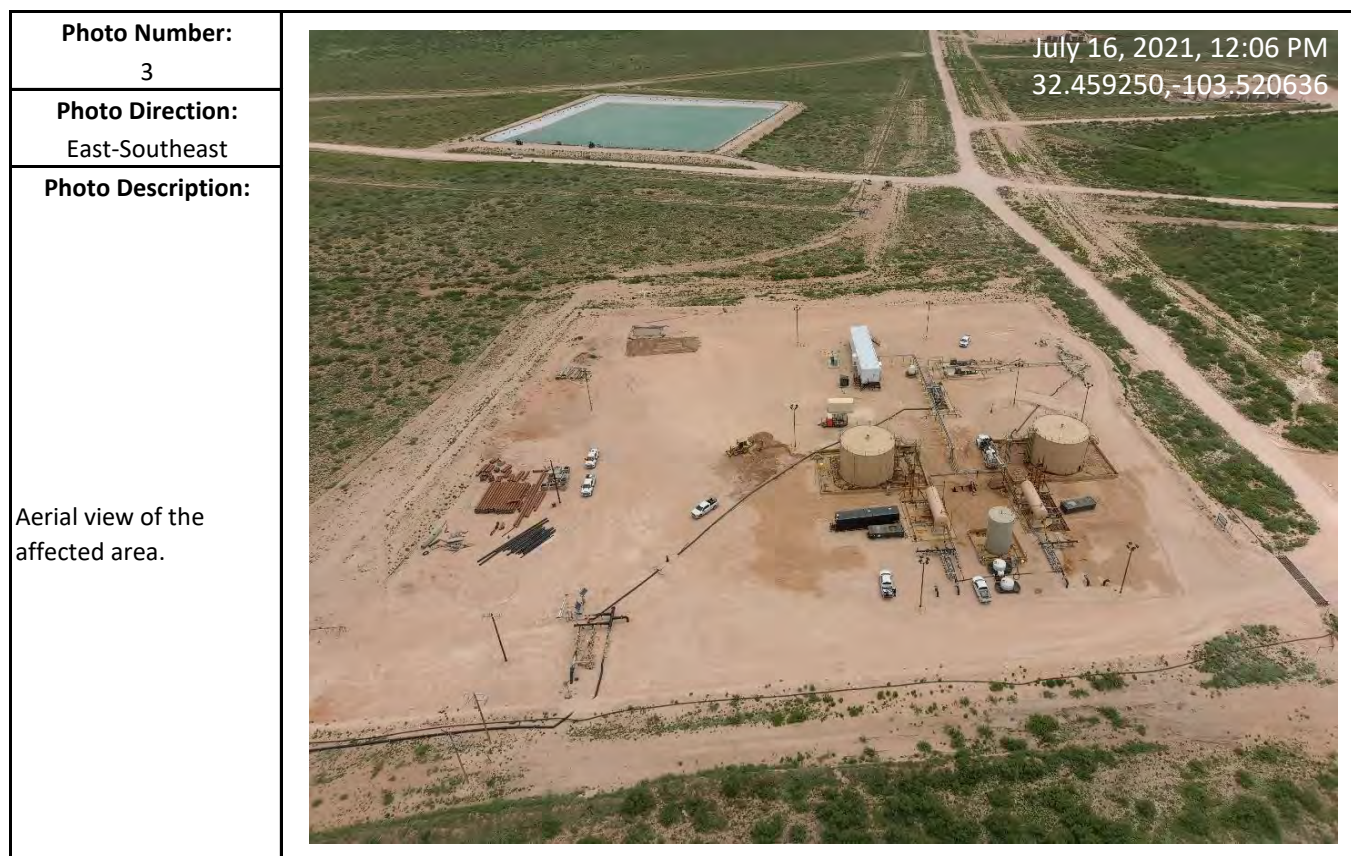 Photo Number:
3
Photo Direction:
East-Southeast
Photo Description:
Aerial view of the
affected area.
July 16, 2021, 12:06 PM
32.459250,-103.520636